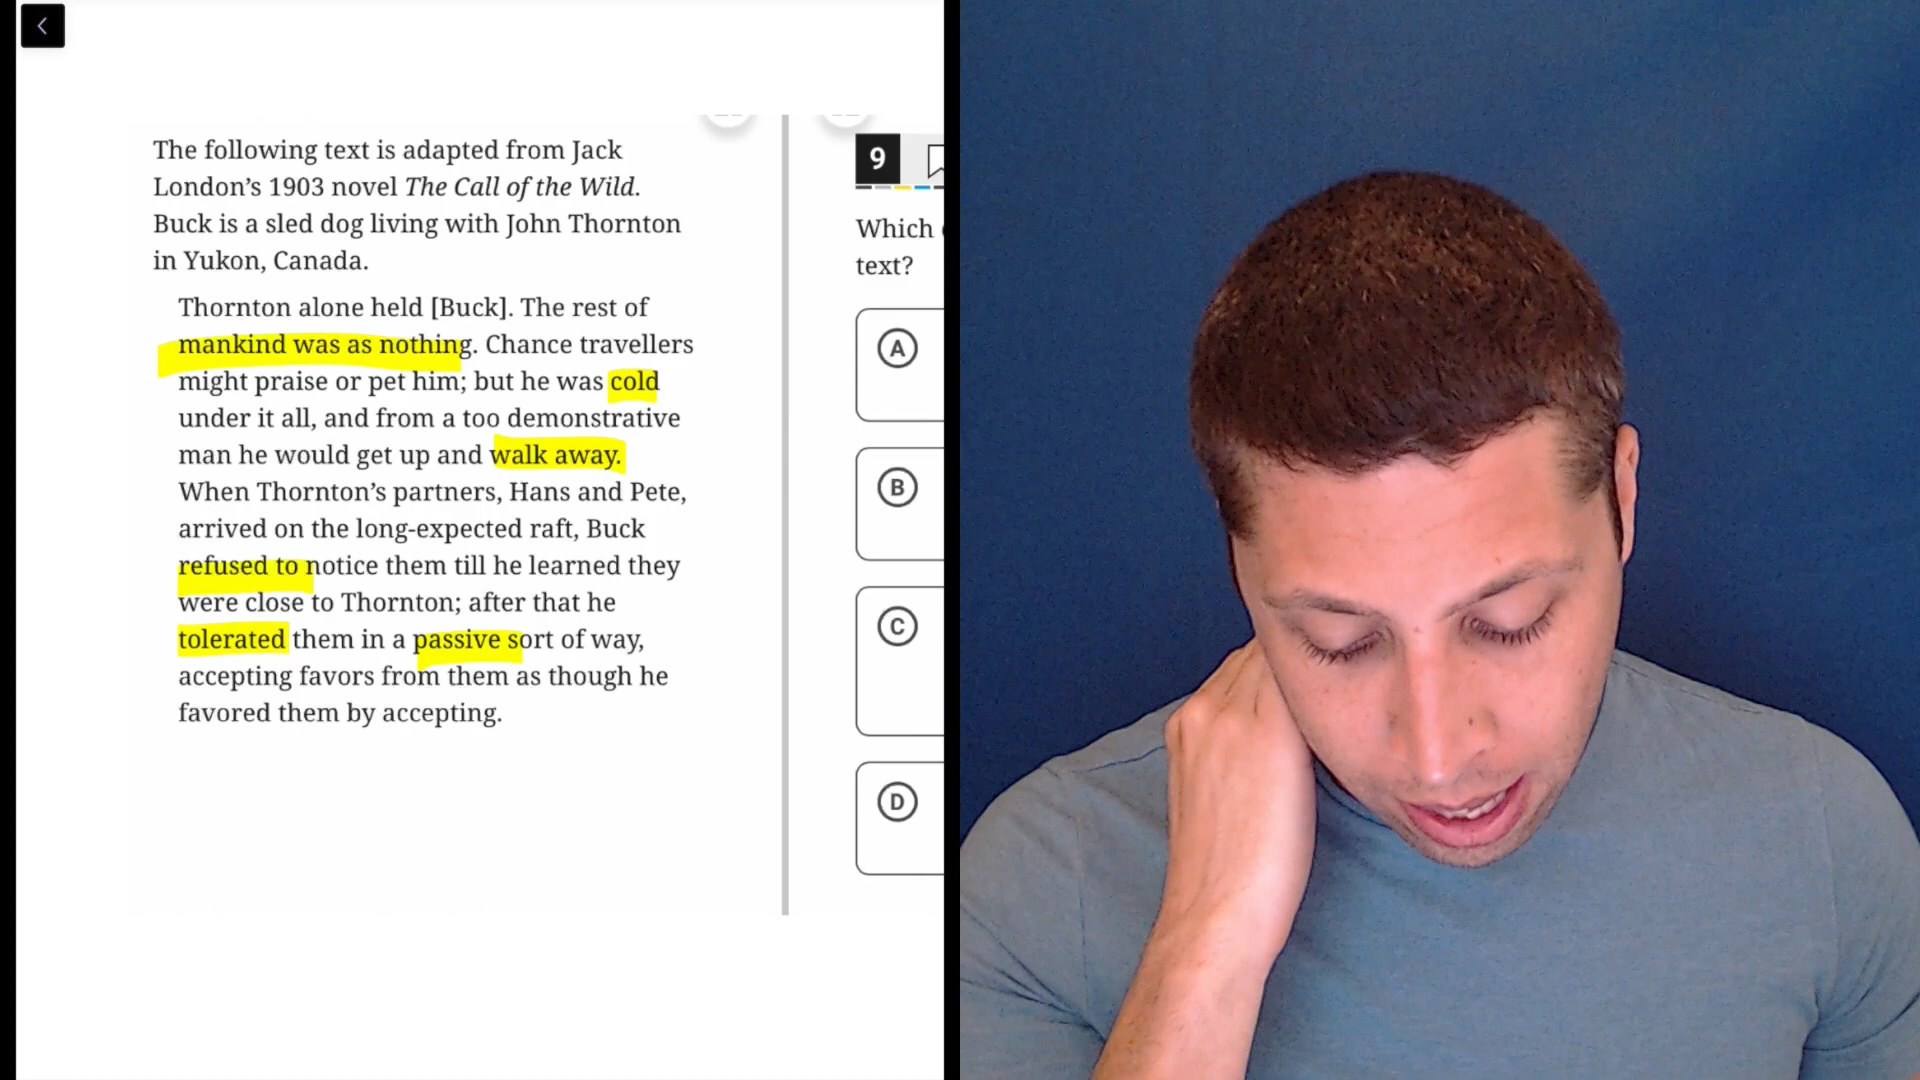 The following text is adapted from Jack
London’s 1903 novel The Call of the Wild.
Buck is a sled dog living with John Thornton
in Yukon, Canada.
Thornton alone held [Buck]. The rest of
mankind was as nothing. Chance travellers
might praise or pet him; but he was cold
under it all, and from a too demonstrative
man he would get up and walk away.
When Thornton’s partners, Hans and Pete,
arrived on the long-expected raft, Buck
refused to notice them till he learned they
were close to Thornton; after that he
tolerated them in a passive sort of way,
accepting favors from them as though he
favored them by accepting.
9
Which
text?
A
B
C
D